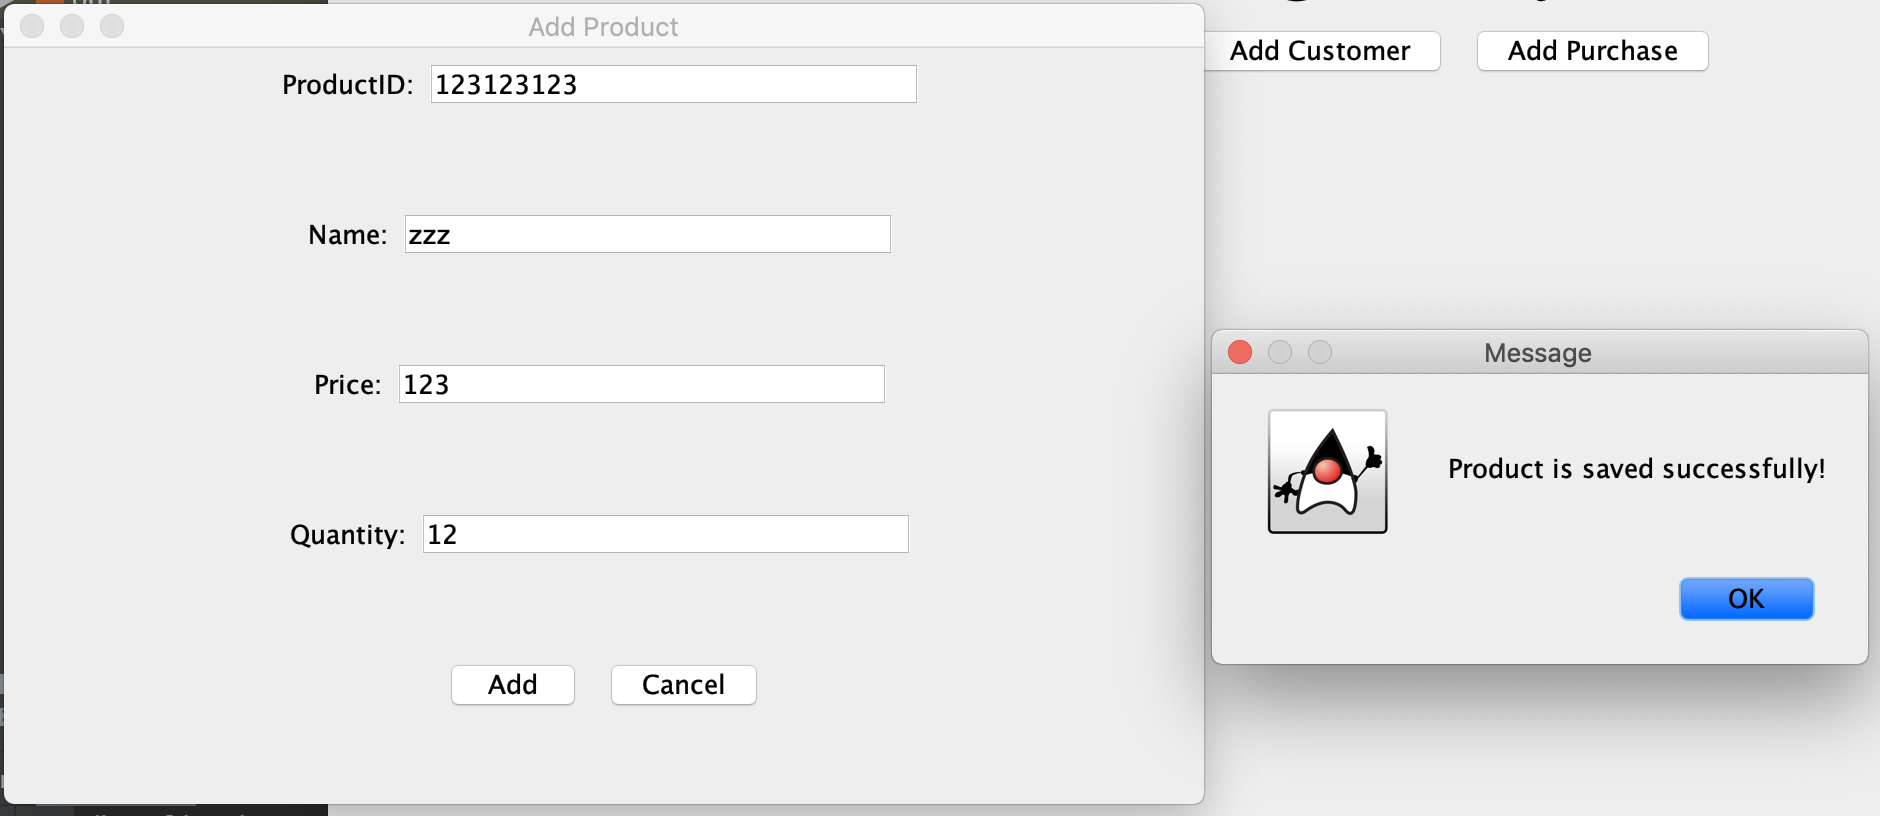 Add Product
ProductID: 123123123
Name: zzz
Price: 123
Quantity: 12
Add Cancel
Add Customer Add Purchase
Message
Product is saved successfully!
OK